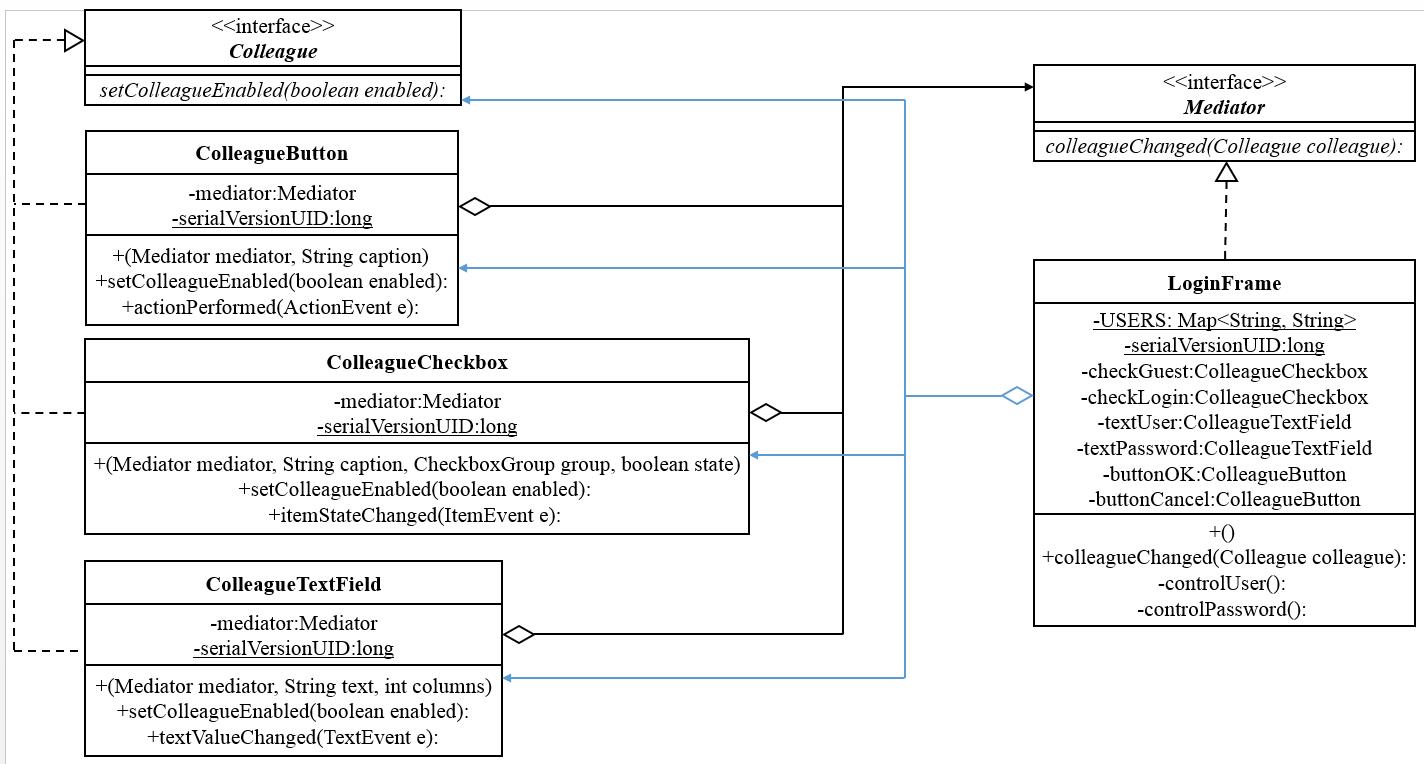 <<interface>>
Colleague
setColleagueEnabled(boolean enabled):
ColleagueButton
-mediator:Mediator
-serialVersionUID:long
+(Mediator mediator, String caption)
+setColleagueEnabled(boolean enabled):
+actionPerformed(ActionEvent e):
ColleagueCheckbox
-mediator:Mediator
-serialVersionUID:long
+(Mediator mediator, String caption, CheckboxGroup group, boolean state)
+setColleagueEnabled(boolean enabled):
+itemStateChanged(ItemEvent e):
ColleagueTextField
-mediator:Mediator
-serialVersionUID:long
+(Mediator mediator, String text, int columns)
+setColleagueEnabled(boolean enabled):
+textValueChanged(TextEvent e):
<<interface>>
Mediator
colleagueChanged(Colleague colleague):
LoginFrame
-USERS: Map<String, String>
-serialVersionUID:long
-checkGuest:ColleagueCheckbox
-checkLogin:ColleagueCheckbox
-textUser:ColleagueTextField
-textPassword:ColleagueTextField
-buttonOK:ColleagueButton
-buttonCancel:ColleagueButton
+()
+colleagueChanged(Colleague colleague):
-controlUser():
-controlPassword():